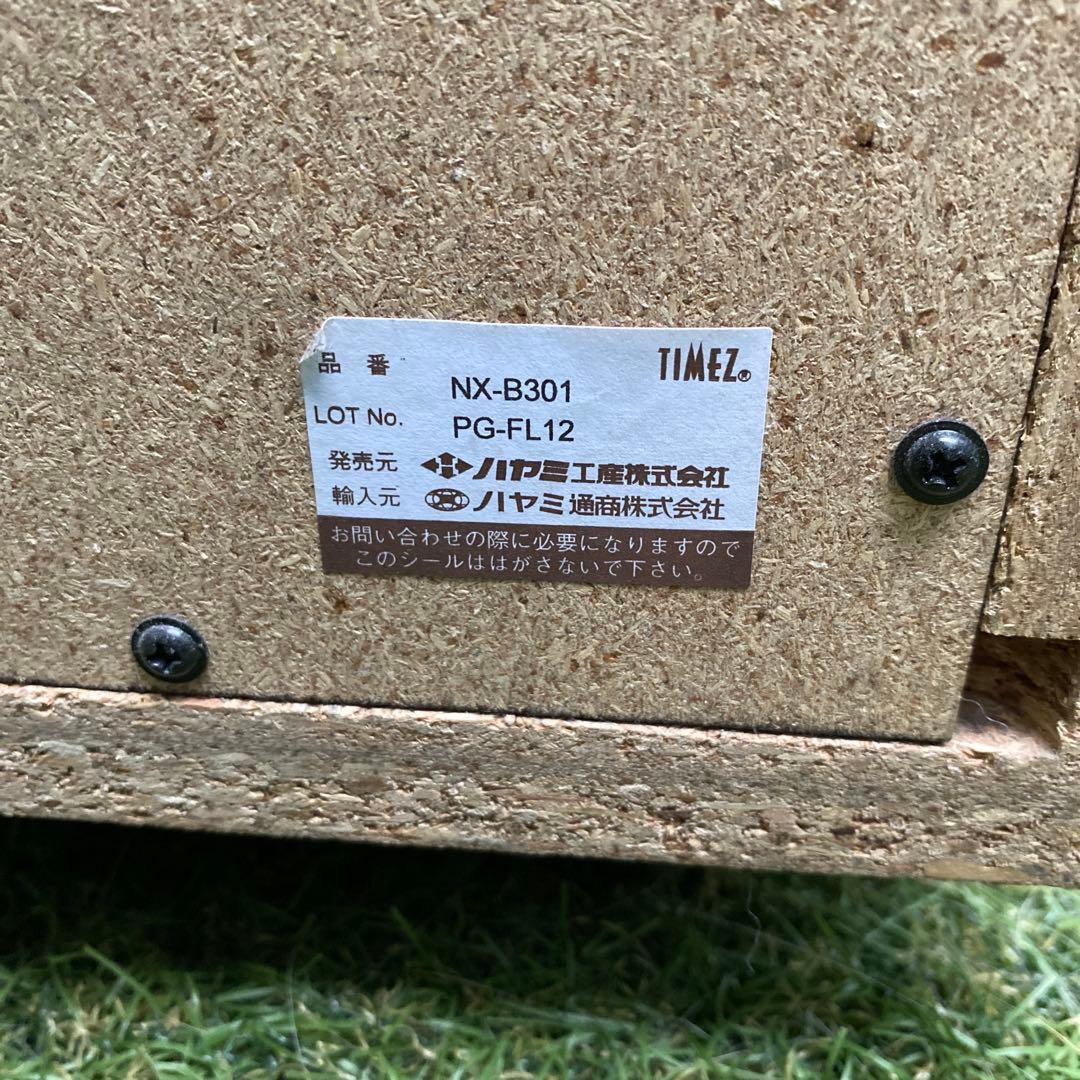 品番 NX-B301 TIMEZ®
LOT No. PG-FL12
発売元 ハヤミ工産株式会社
輸入元 ハヤミ通商株式会社
お問い合わせの際に必要になりますので
このシールははがさないで下さい。